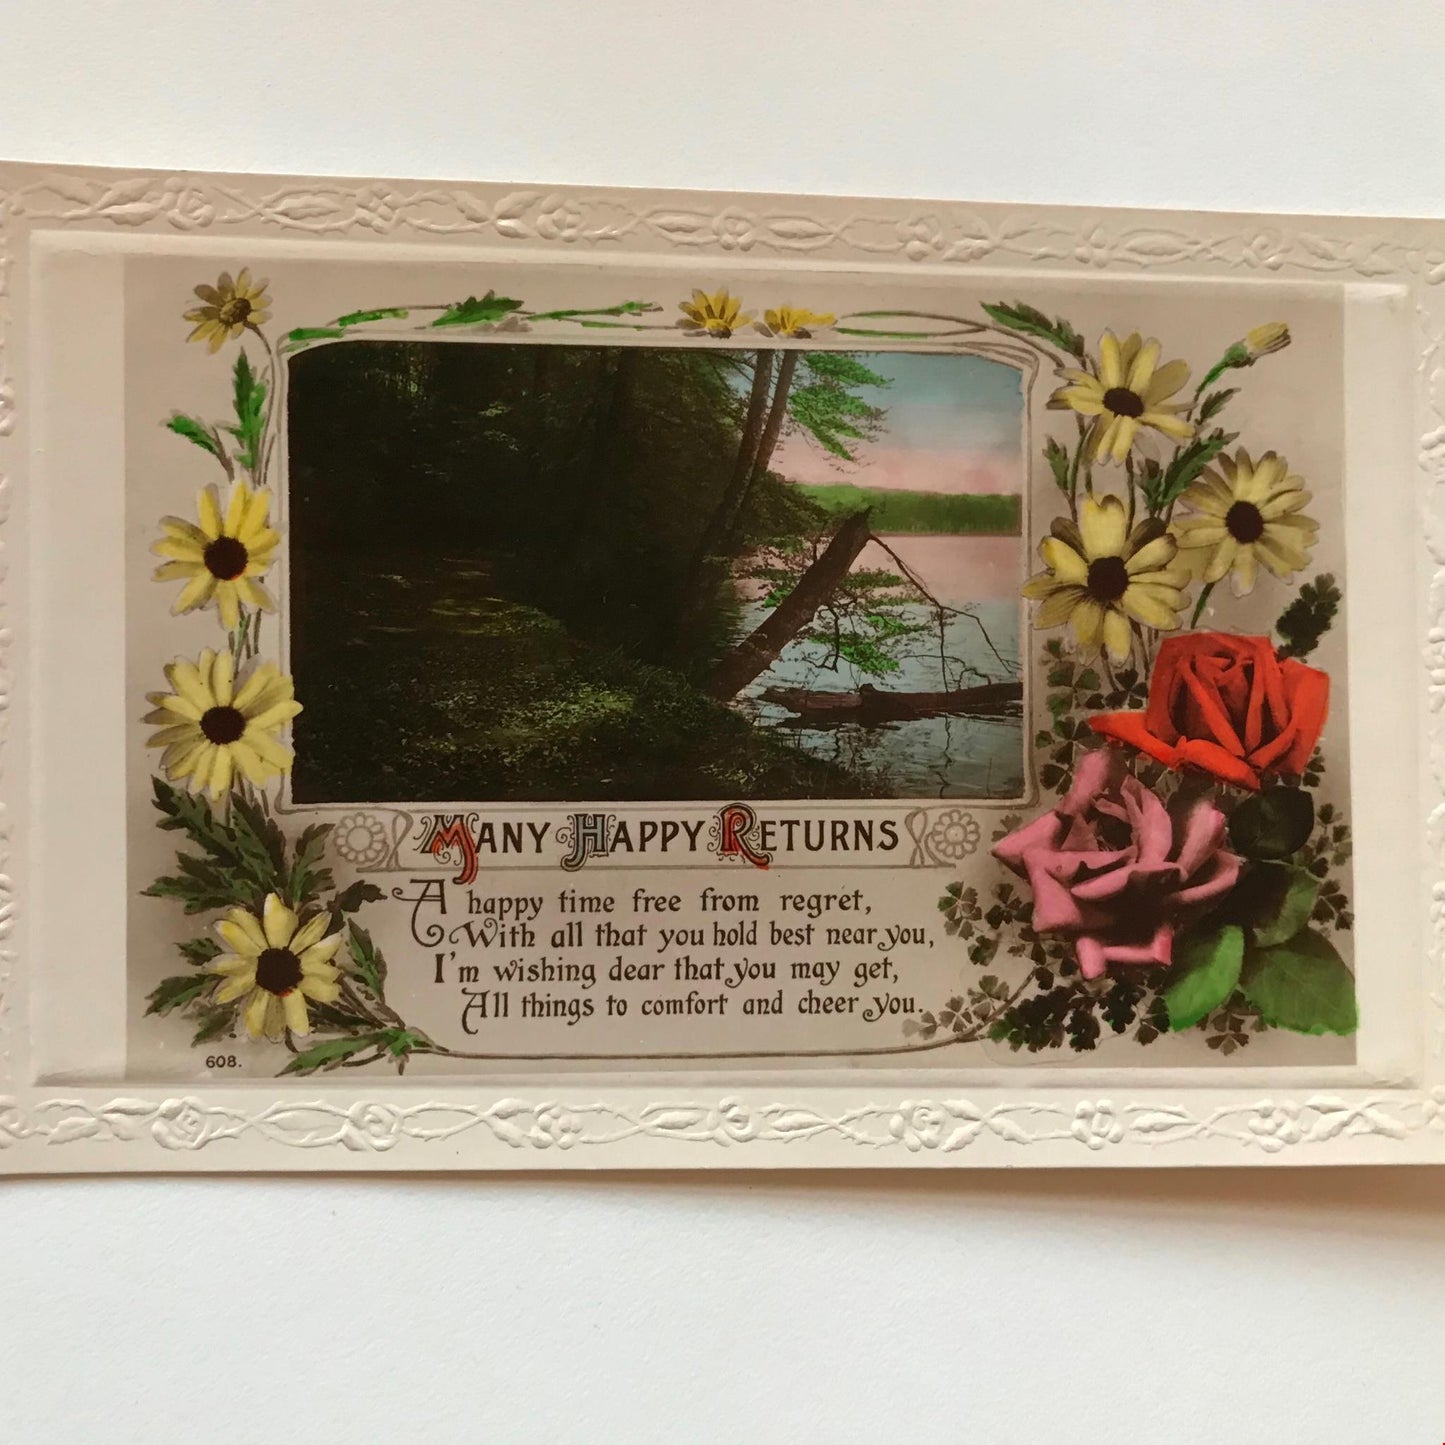 MANY HAPPY RETURNS
A happy time free from regret,
With all that you hold best near you,
I'm wishing dear that you may get,
All things to comfort and cheer you.
608.